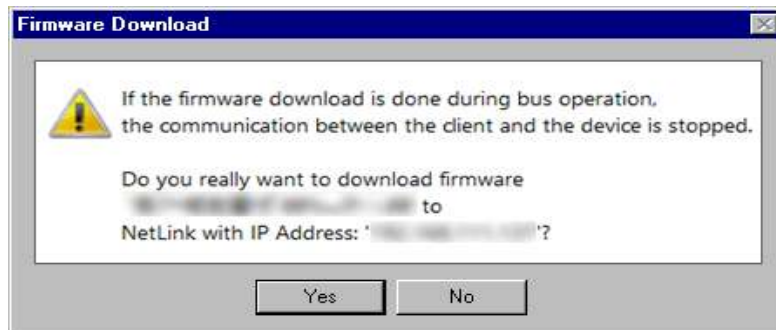 Firmware Download
If the firmware download is done during bus operation,
the communication between the client and the device is stopped.
Do you really want to download firmware
to
NetLink with IP Address: ' '?
Yes No